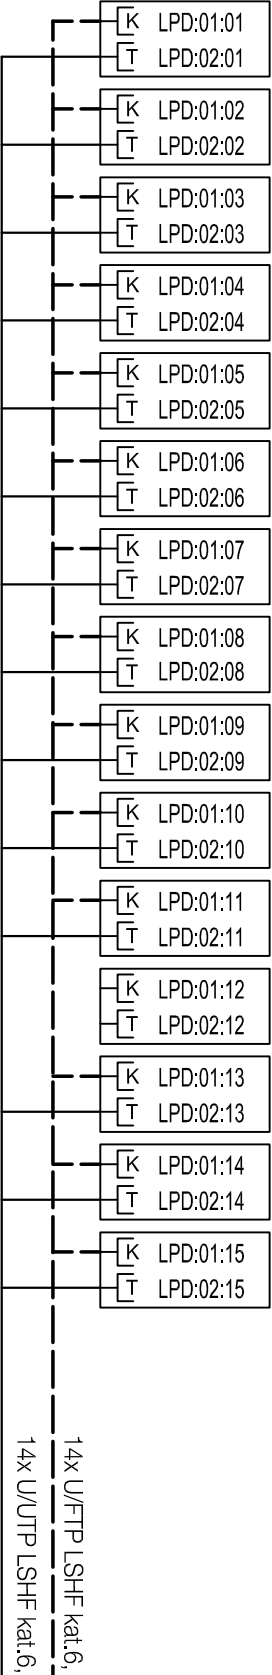 K LPD:01:01
T LPD:02:01
K LPD:01:02
T LPD:02:02
K LPD:01:03
T LPD:02:03
K LPD:01:04
T LPD:02:04
K LPD:01:05
T LPD:02:05
K LPD:01:06
T LPD:02:06
K LPD:01:07
T LPD:02:07
K LPD:01:08
T LPD:02:08
K LPD:01:09
T LPD:02:09
K LPD:01:10
T LPD:02:10
K LPD:01:11
T LPD:02:11
K LPD:01:12
T LPD:02:12
K LPD:01:13
T LPD:02:13
K LPD:01:14
T LPD:02:14
K LPD:01:15
T LPD:02:15
14x U/FTP LSHF kat.6,
14x U/UTP LSHF kat.6,